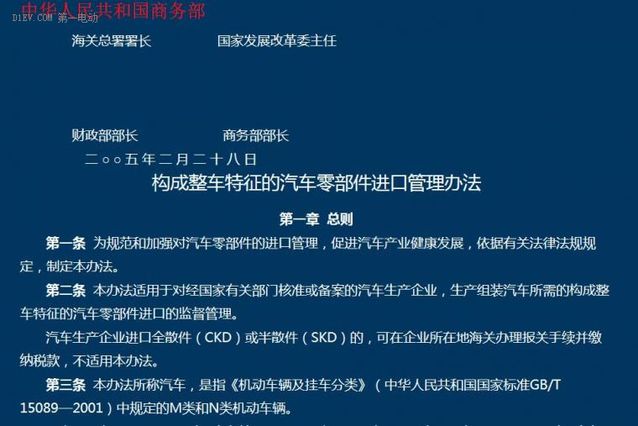 中华人民共和国商务部
D1EV.COM 第一电动
海关总署署长 国家发展改革委主任
财政部部长 商务部部长
二○○五年二月二十八日
构成整车特征的汽车零部件进口管理办法
第一章 总则
第一条 为规范和加强对汽车零部件的进口管理，促进汽车产业健康发展，依据有关法律法规规
定，制定本办法。
第二条 本办法适用于对经国家有关部门核准或备案的汽车生产企业，生产组装汽车所需的构成整
车特征的汽车零部件进口的监督管理。
汽车生产企业进口全散件（CKD）或半散件（SKD）的，可在企业所在地海关办理报关手续并缴
纳税款，不适用本办法。
第三条 本办法所称汽车，是指《机动车辆及挂车分类》（中华人民共和国国家标准GB/T
15089—2001）中规定的M类和N类机动车辆。